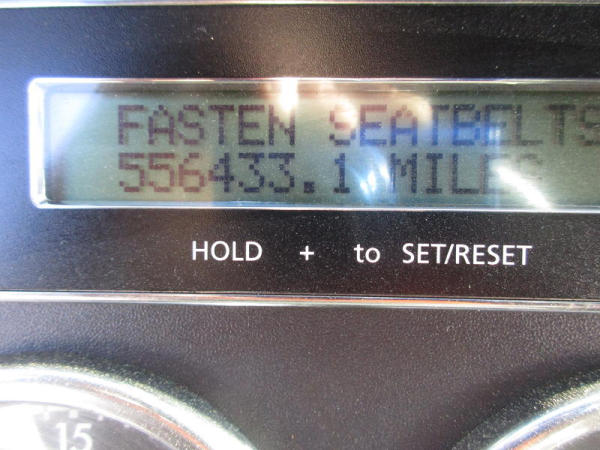 FASTEN SEATBELTS
556433.1 MILES
HOLD + to SET/RESET
15